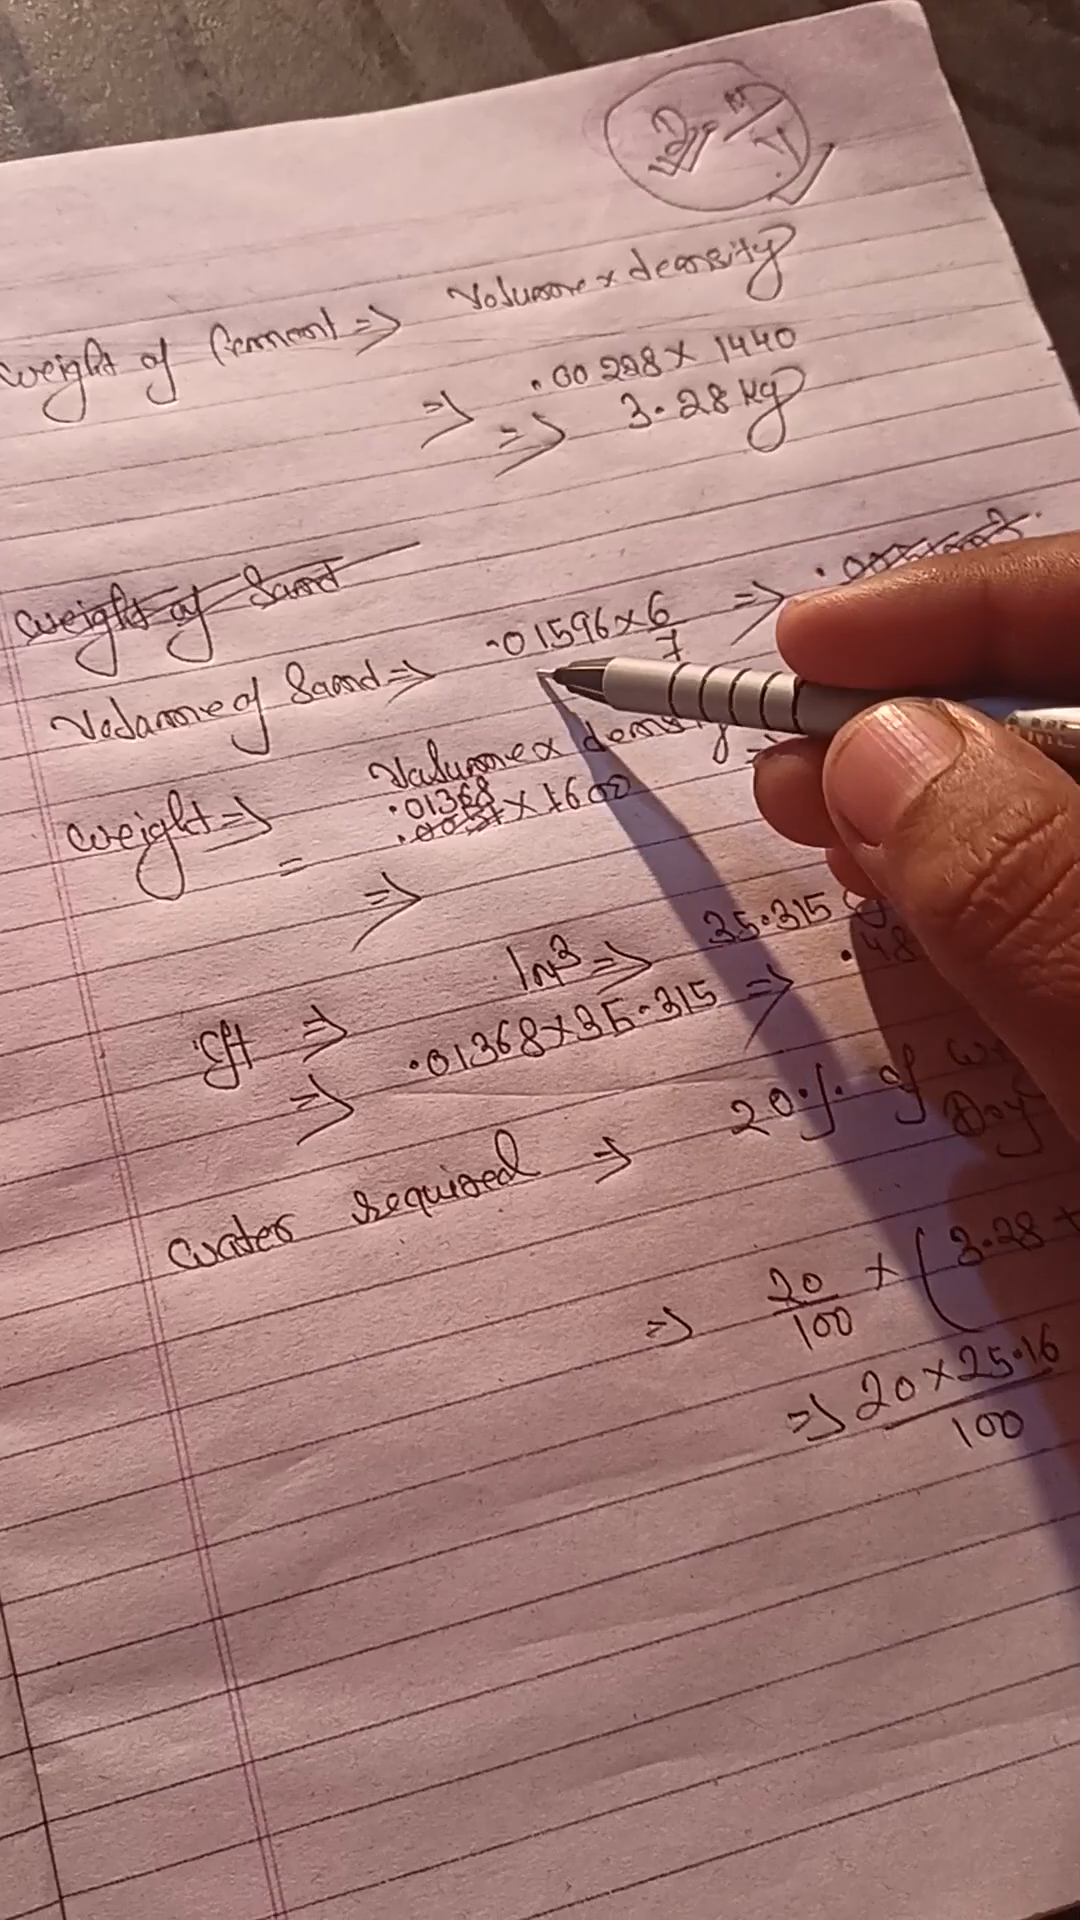 M
weight of Cement => Volume x density
=> .00228 x 1440
=> 3.28 kg
weight of Sand
Volume of Sand => .01596 x 6/7 =>
weight => Volume x density =>
= .01368 x 1600
=>
1m³ => 35.315
cft => .01368 x 35.315 => .48
=>
water required => 20% of
=> 20/100 x (3.28 +
=> 20 x 25.16
100